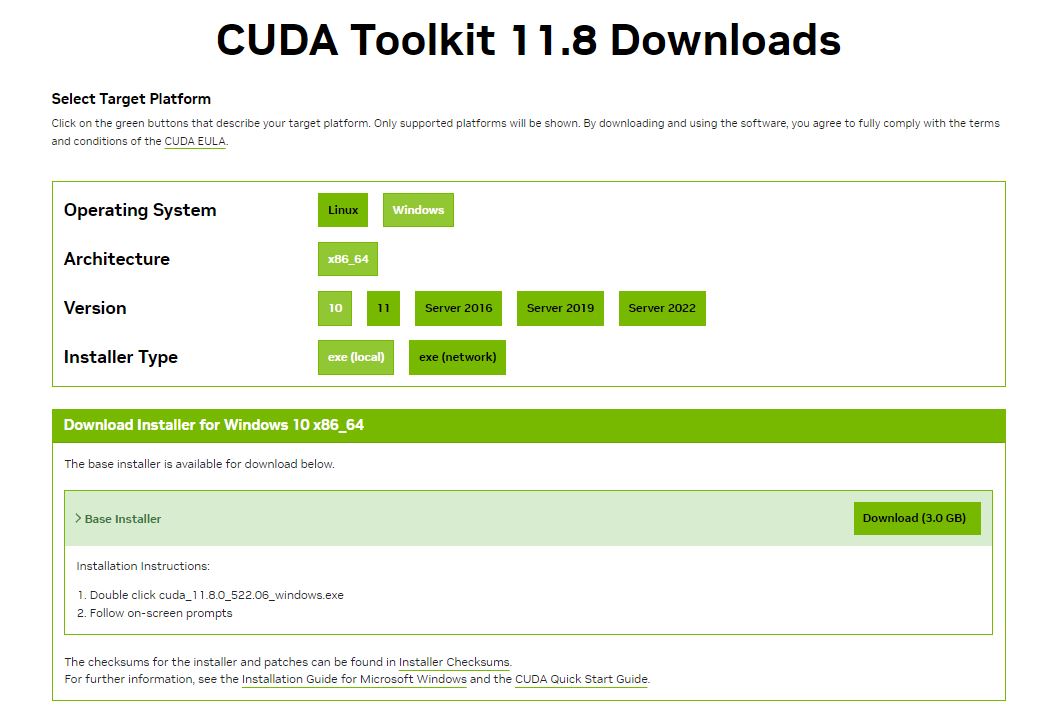 CUDA Toolkit 11.8 Downloads
Select Target Platform
Click on the green buttons that describe your target platform. Only supported platforms will be shown. By downloading and using the software, you agree to fully comply with the terms
and conditions of the CUDA EULA.
Operating System Linux Windows
Architecture x86_64
Version 10 11 Server 2016 Server 2019 Server 2022
Installer Type exe (local) exe (network)
Download Installer for Windows 10 x86_64
The base installer is available for download below.
> Base Installer Download (3.0 GB)
Installation Instructions:
1. Double click cuda_11.8.0_522.06_windows.exe
2. Follow on-screen prompts
The checksums for the installer and patches can be found in Installer Checksums.
For further information, see the Installation Guide for Microsoft Windows and the CUDA Quick Start Guide.